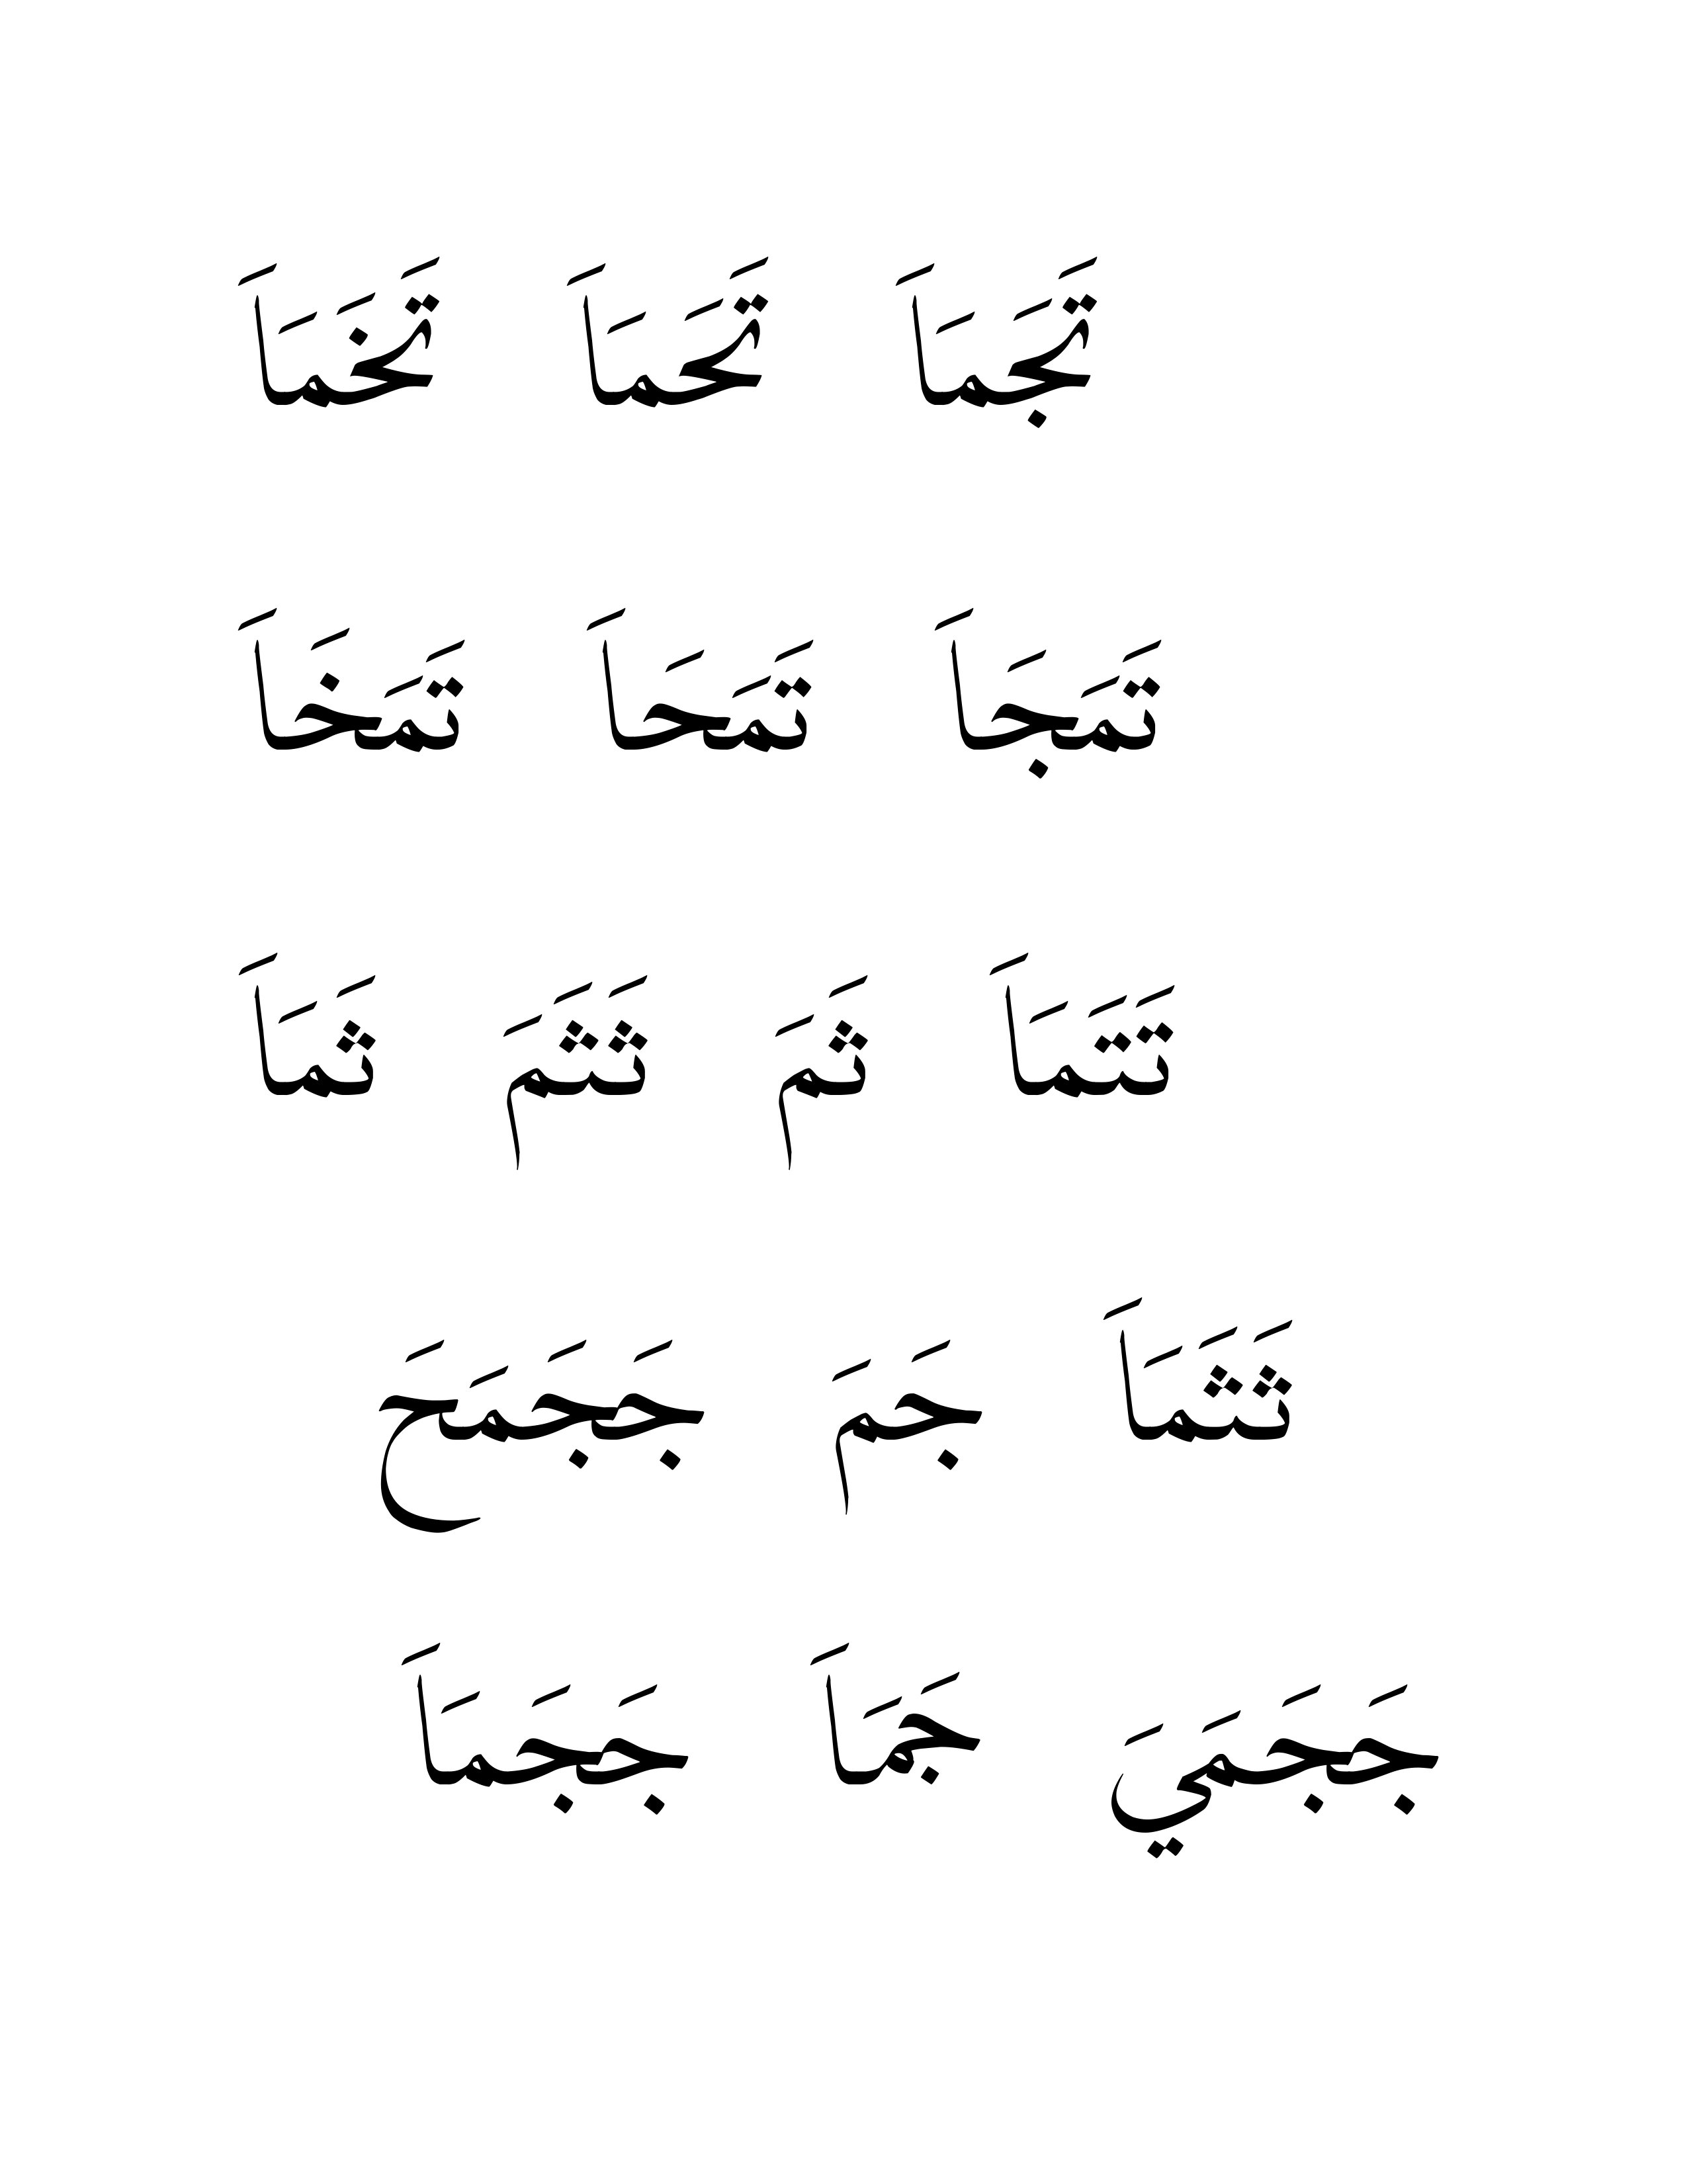 تَجَمَاَ تَحَمَاَ تَخَمَاَ
تَمَجَاَ تَمَحَاَ تَمَخَاَ
تَتَمَاَ ثَمَ ثَثَمَ ثَمَاَ
ثَثَمَاَ جَمَ جَجَمَحَ
جَجَمَيَ جَمَاَ جَجَمَاَ